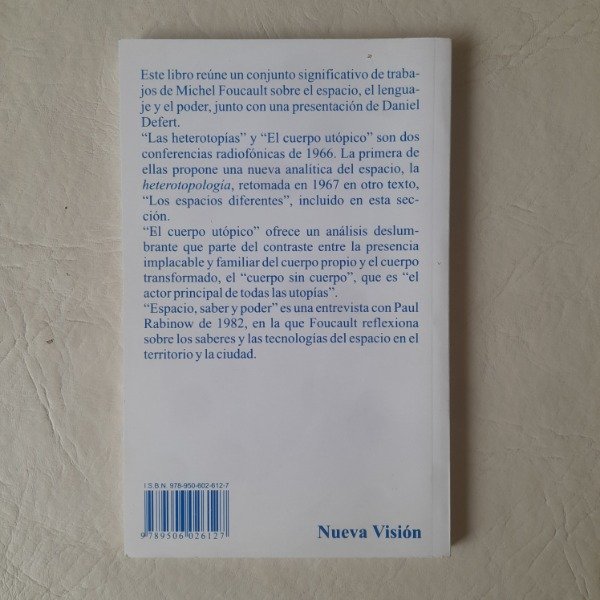 Este libro reúne un conjunto significativo de traba-
jos de Michel Foucault sobre el espacio, el lengua-
je y el poder, junto con una presentación de Daniel
Defert.
“Las heterotopías” y “El cuerpo utópico” son dos
conferencias radiofónicas de 1966. La primera de
ellas propone una nueva analítica del espacio, la
heterotopología, retomada en 1967 en otro texto,
“Los espacios diferentes”, incluido en esta sec-
ción.
“El cuerpo utópico” ofrece un análisis deslum-
brante que parte del contraste entre la presencia
implacable y familiar del cuerpo propio y el cuerpo
transformado, el “cuerpo sin cuerpo”, que es “el
actor principal de todas las utopías”.
“Espacio, saber y poder” es una entrevista con Paul
Rabinow de 1982, en la que Foucault reflexiona
sobre los saberes y las tecnologías del espacio en el
territorio y la ciudad.
I.S.B.N. 978-950-602-612-7
9789506026127
Nueva Visión